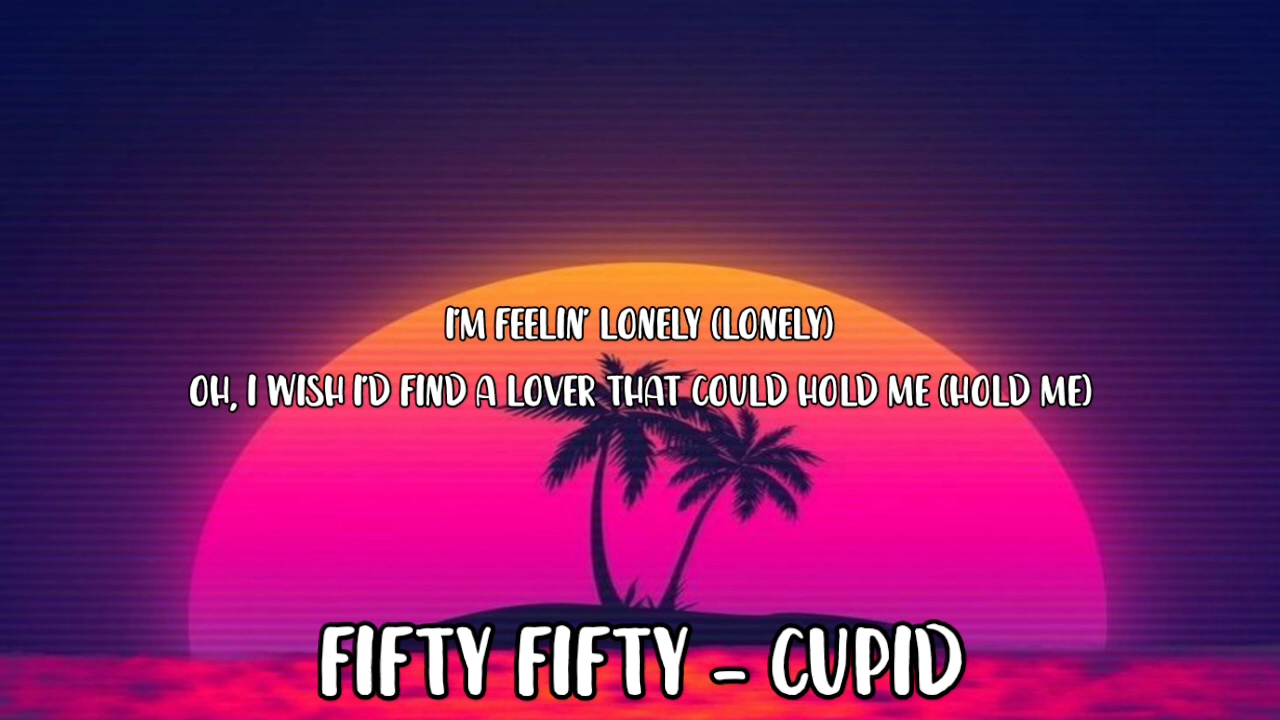 I'M FEELIN' LONELY (LONELY)
OH, I WISH I'D FIND A LOVER THAT COULD HOLD ME (HOLD ME)
FIFTY FIFTY - CUPID